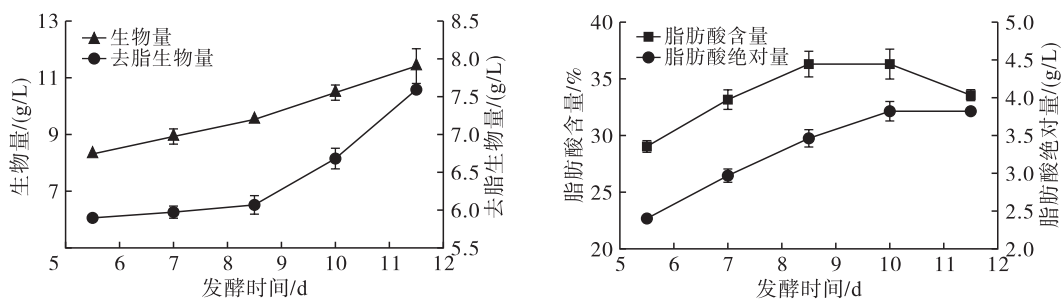 生物量
去脂生物量
生物量/(g/L)
13
11
9
7
5
8.5
8.0
7.5
7.0
6.5
6.0
5.5
去脂生物量/(g/L)
5 6 7 8 9 10 11 12
发酵时间/d
脂肪酸含量
脂肪酸绝对量
脂肪酸含量/%
40
35
30
25
20
5.0
4.5
4.0
3.5
3.0
2.5
2.0
脂肪酸绝对量/(g/L)
5 6 7 8 9 10 11 12
发酵时间/d